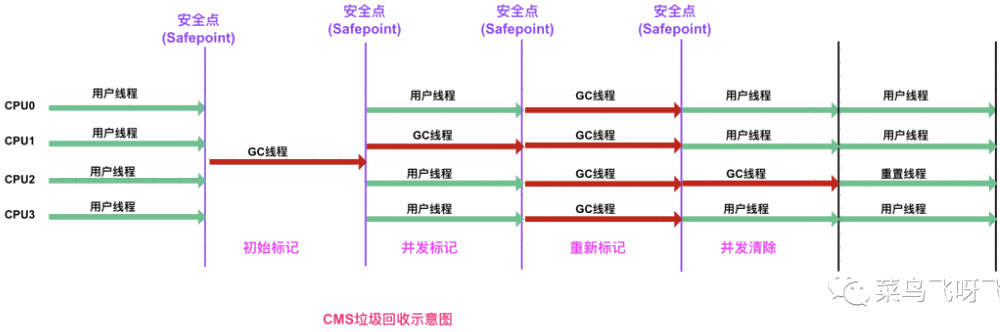 安全点
(Safepoint)
安全点
(Safepoint)
安全点
(Safepoint)
安全点
(Safepoint)
CPU0
用户线程
用户线程
GC线程
用户线程
用户线程
CPU1
用户线程
GC线程
GC线程
用户线程
用户线程
GC线程
CPU2
用户线程
用户线程
GC线程
GC线程
重置线程
CPU3
用户线程
用户线程
GC线程
用户线程
用户线程
初始标记
并发标记
重新标记
并发清除
菜鸟飞呀飞
CMS垃圾回收示意图